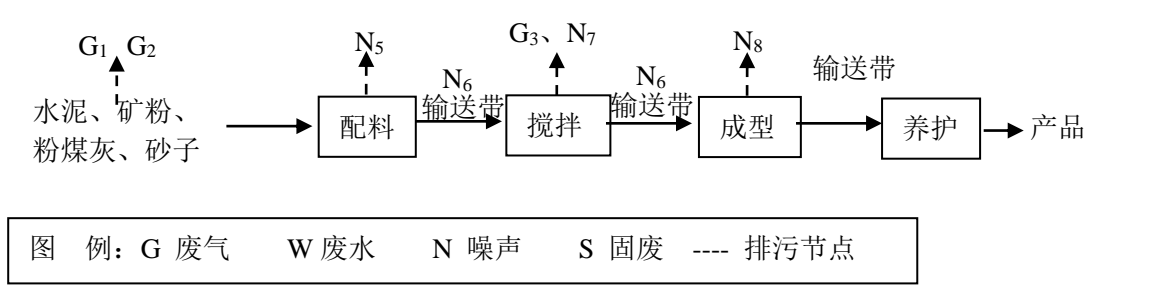 G₁ G₂
N₅
G₃、N₇
N₈
N₆
N₆
输送带
水泥、矿粉、
粉煤灰、砂子
配料
输送带
搅拌
输送带
成型
养护
产品
图 例：G 废气 W 废水 N 噪声 S 固废 ---- 排污节点